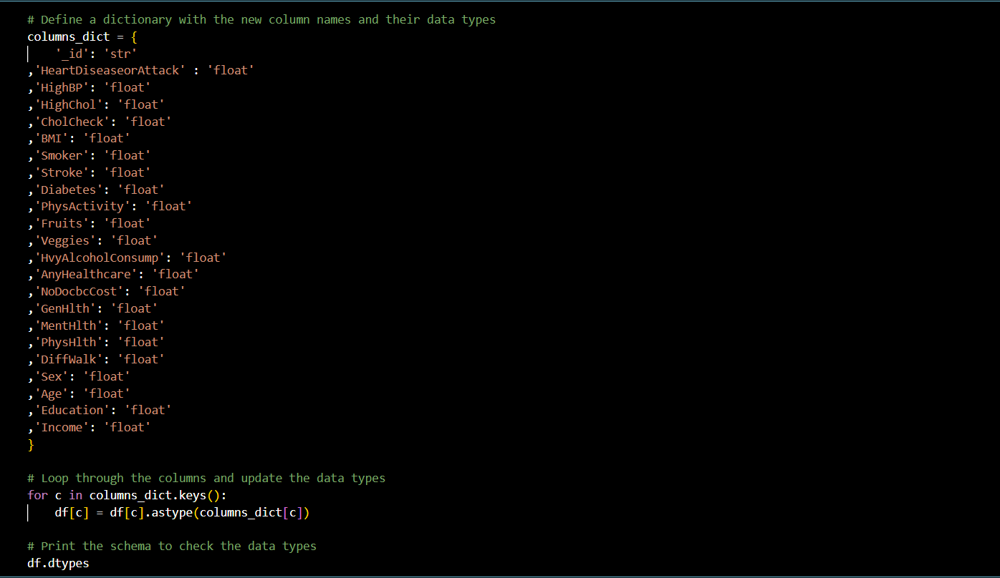 # Define a dictionary with the new column names and their data types
columns_dict = {
    '_id': 'str'
,'HeartDiseaseorAttack' : 'float'
,'HighBP': 'float'
,'HighChol': 'float'
,'CholCheck': 'float'
,'BMI': 'float'
,'Smoker': 'float'
,'Stroke': 'float'
,'Diabetes': 'float'
,'PhysActivity': 'float'
,'Fruits': 'float'
,'Veggies': 'float'
,'HvyAlcoholConsump': 'float'
,'AnyHealthcare': 'float'
,'NoDocbcCost': 'float'
,'GenHlth': 'float'
,'MentHlth': 'float'
,'PhysHlth': 'float'
,'DiffWalk': 'float'
,'Sex': 'float'
,'Age': 'float'
,'Education': 'float'
,'Income': 'float'
}

# Loop through the columns and update the data types
for c in columns_dict.keys():
    df[c] = df[c].astype(columns_dict[c])

# Print the schema to check the data types
df.dtypes